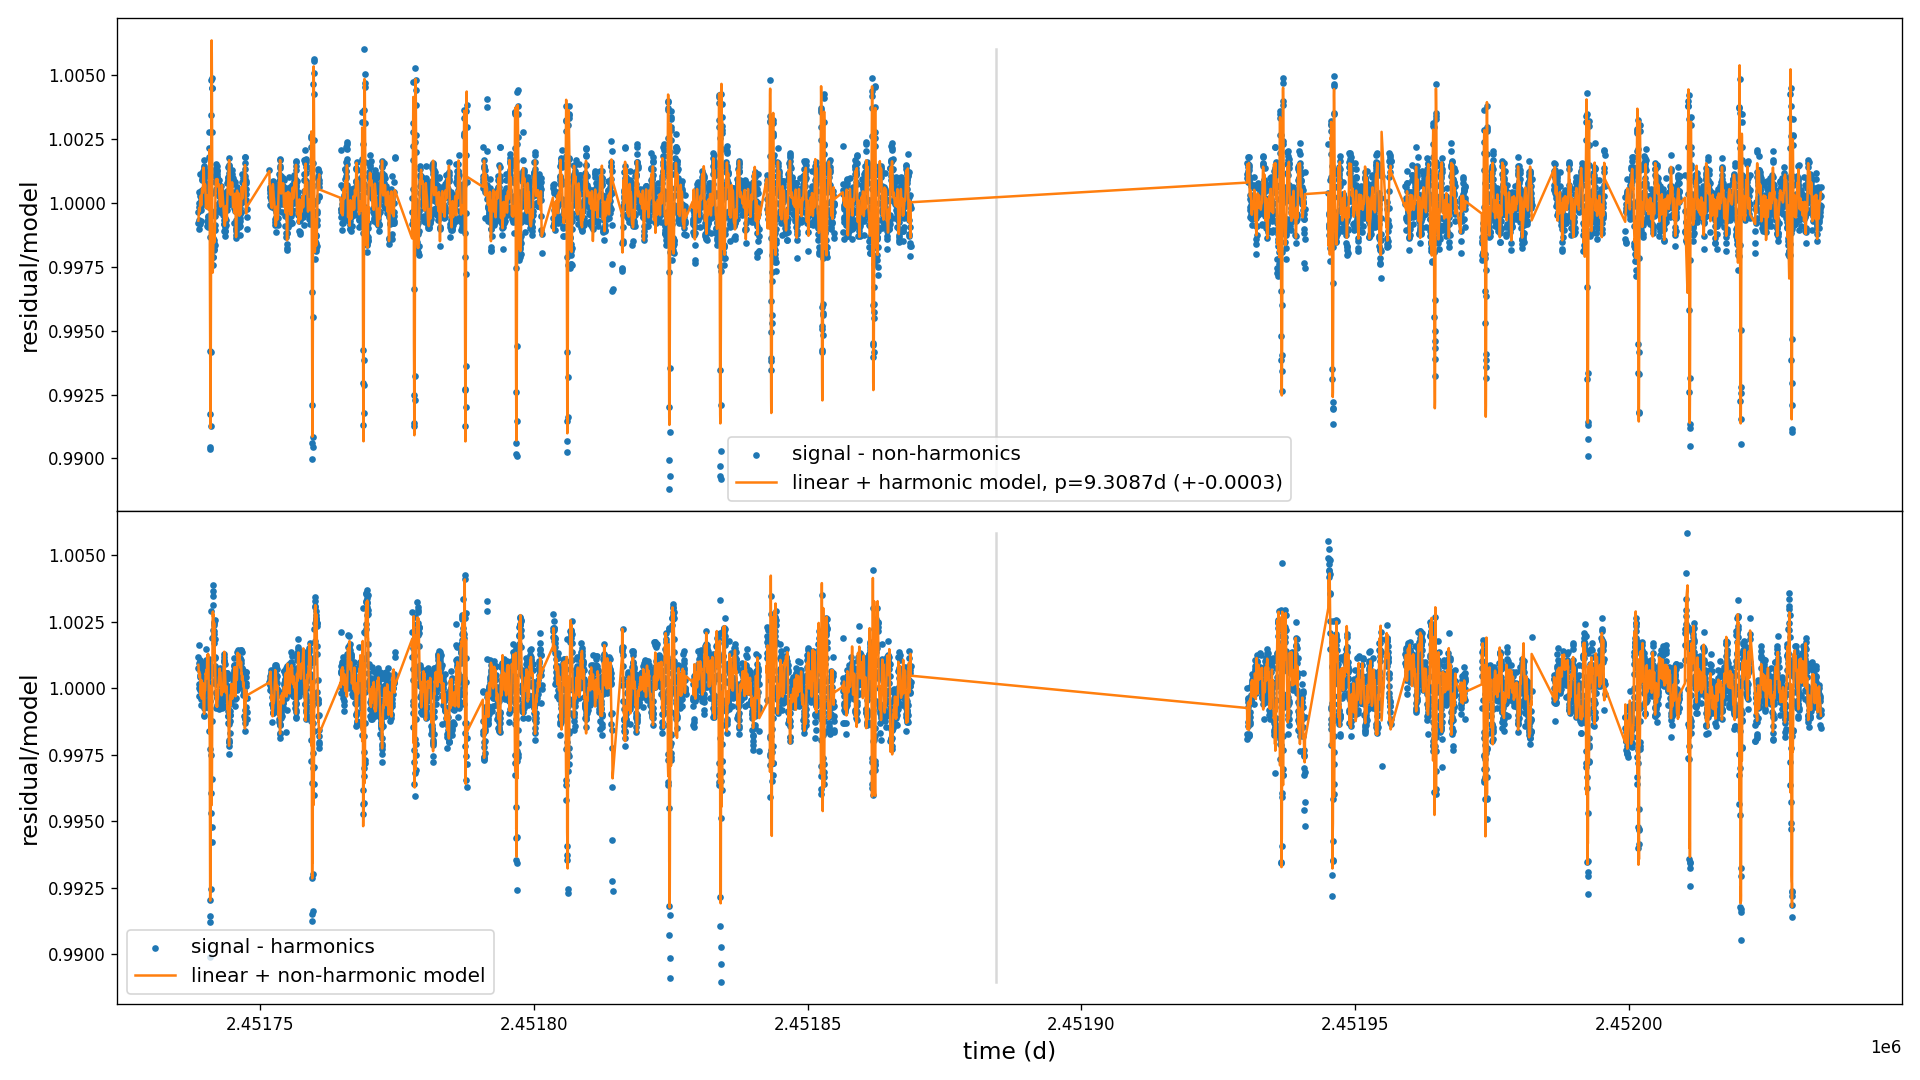 1.0050
1.0025
1.0000
0.9975
0.9950
0.9925
0.9900
residual/model
signal - non-harmonics
linear + harmonic model, p=9.3087d (+-0.0003)
1.0050
1.0025
1.0000
0.9975
0.9950
0.9925
0.9900
residual/model
signal - harmonics
linear + non-harmonic model
2.45175
2.45180
2.45185
2.45190
2.45195
2.45200
time (d)
1e6